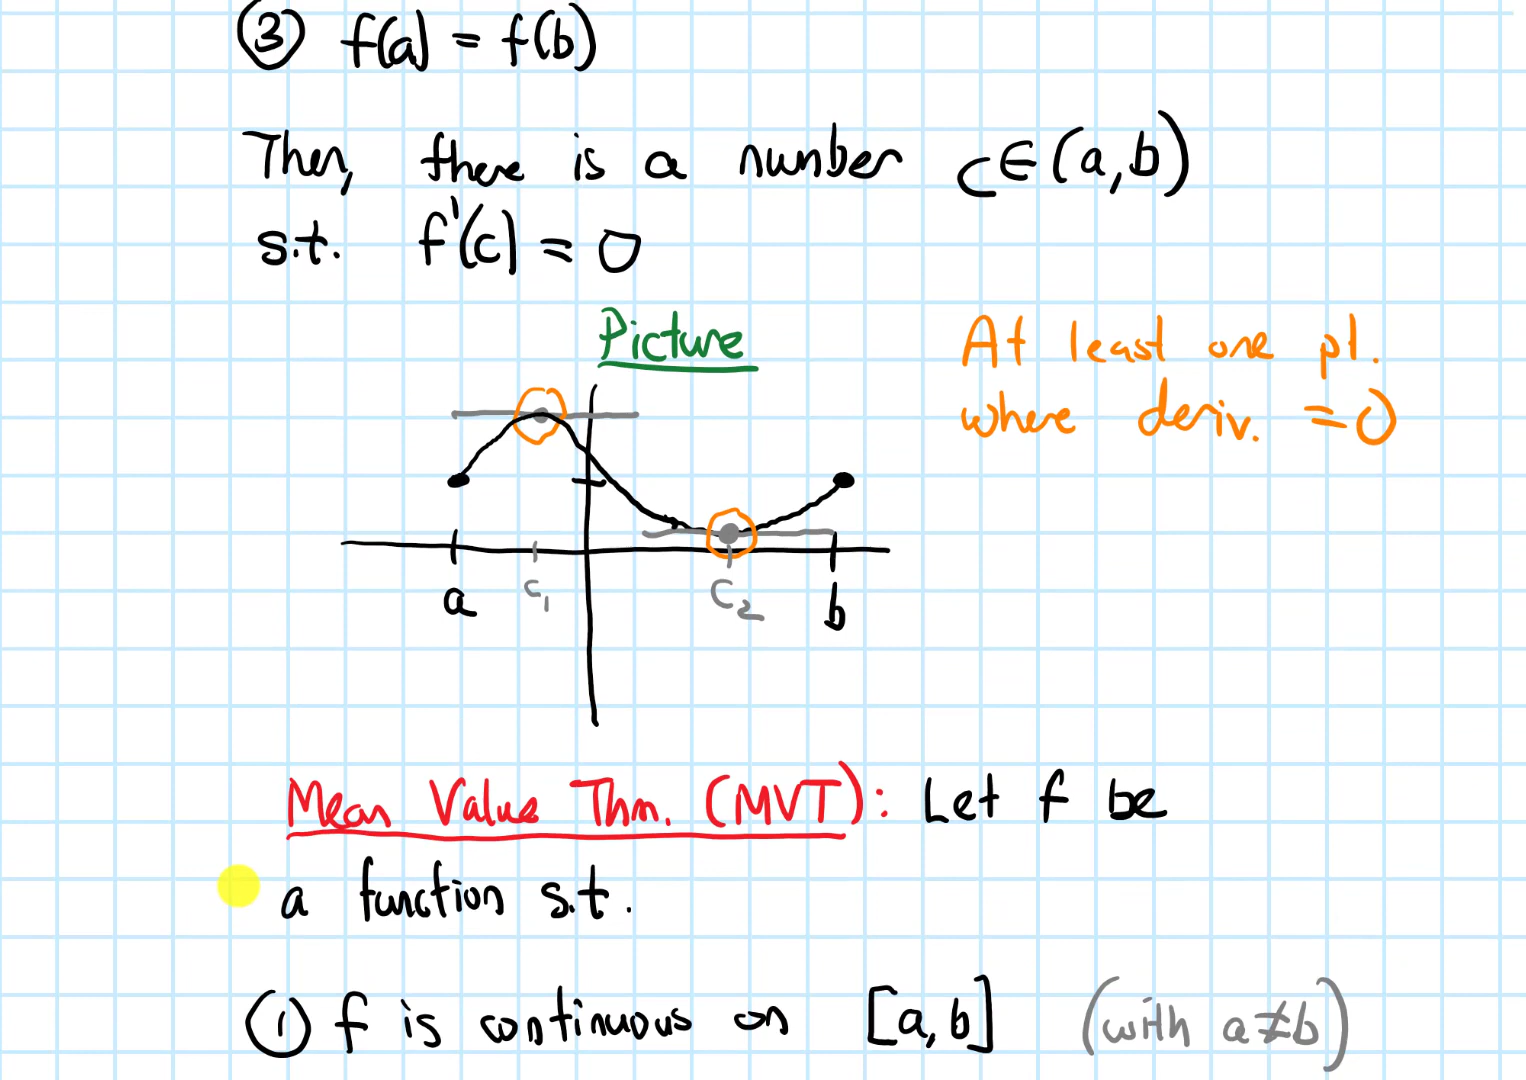 ③ f(a) = f(b)
Then, there is a number c∈(a,b)
s.t. f'(c) = 0
Picture
At least one pt.
where deriv. = 0
a c₁ c₂ b
Mean Value Thm. (MVT): Let f be
a function s.t.
① f is continuous on [a,b] (with a≠b)